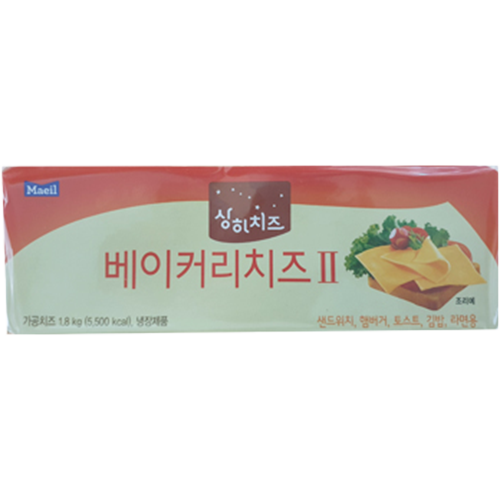 Maeil
상하치즈
베이커리치즈 II
조리예
가공치즈 1.8 kg (5,500 kcal), 냉장제품
샌드위치, 햄버거, 토스트, 김밥, 라면용